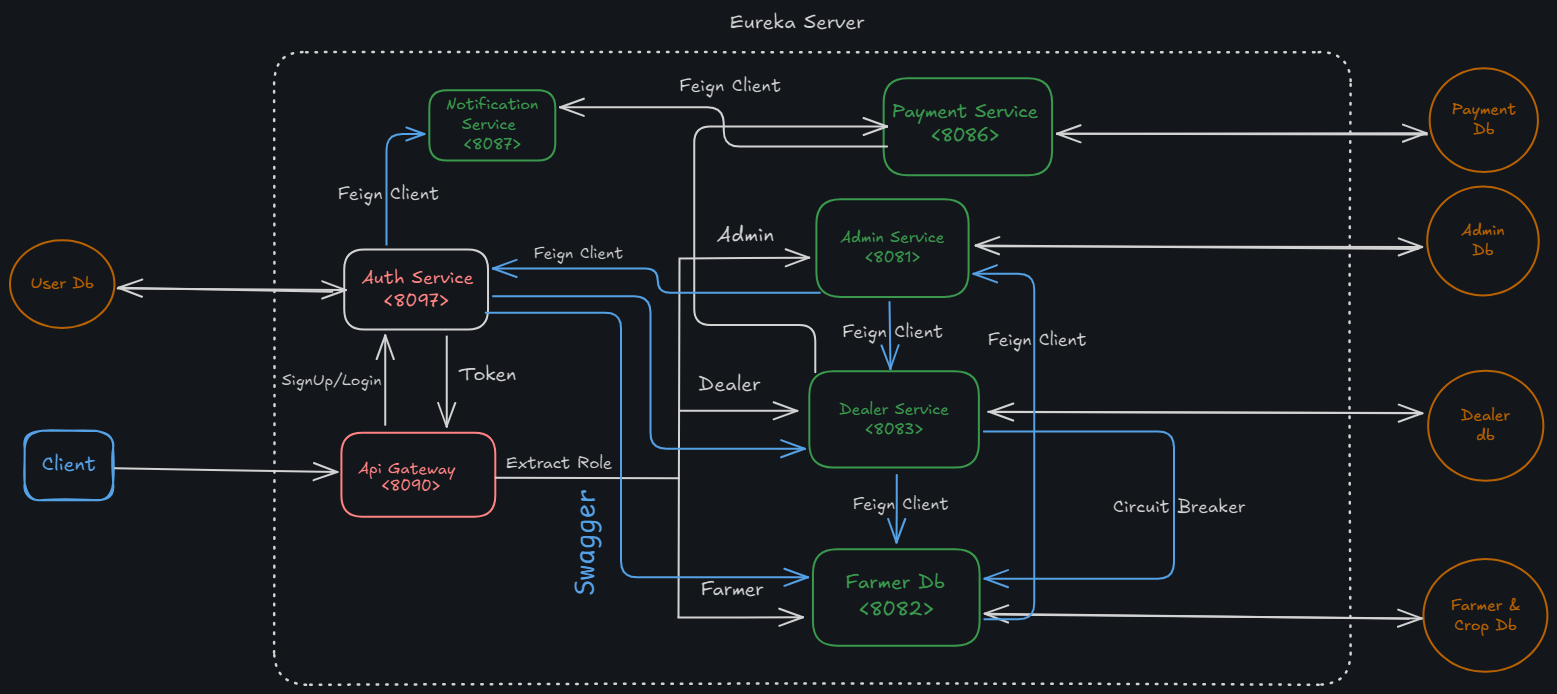 Eureka Server
Notification
Service
<8087>
Feign Client
Payment Service
<8086>
Payment
Db
Feign Client
Admin
Admin Service
<8081>
Admin
Db
User Db
Auth Service
<8097>
Feign Client
Feign Client
Feign Client
SignUp/Login
Token
Dealer
Dealer Service
<8083>
Dealer
db
Client
Api Gateway
<8090>
Extract Role
Swagger
Feign Client
Circuit Breaker
Farmer
Farmer Db
<8082>
Farmer &
Crop Db